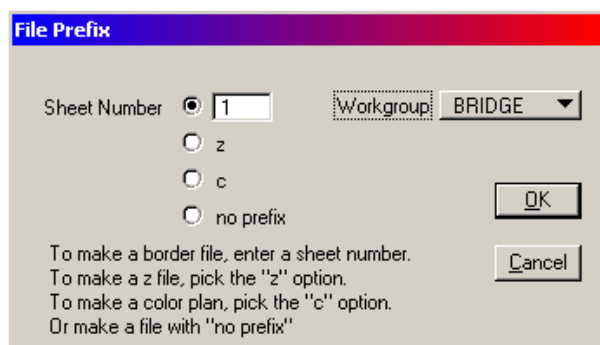 File Prefix
Sheet Number 1 Workgroup BRIDGE
z
c
no prefix
OK
To make a border file, enter a sheet number.
To make a z file, pick the "z" option.
Cancel
To make a color plan, pick the "c" option.
Or make a file with "no prefix"